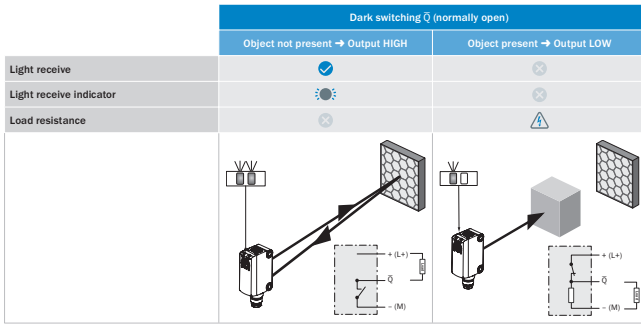 Dark switching Q̅ (normally open)
Object not present ➔ Output HIGH
Object present ➔ Output LOW
Light receive
Light receive indicator
Load resistance
+ (L+)
Q̅
– (M)
+ (L+)
Q̅
– (M)